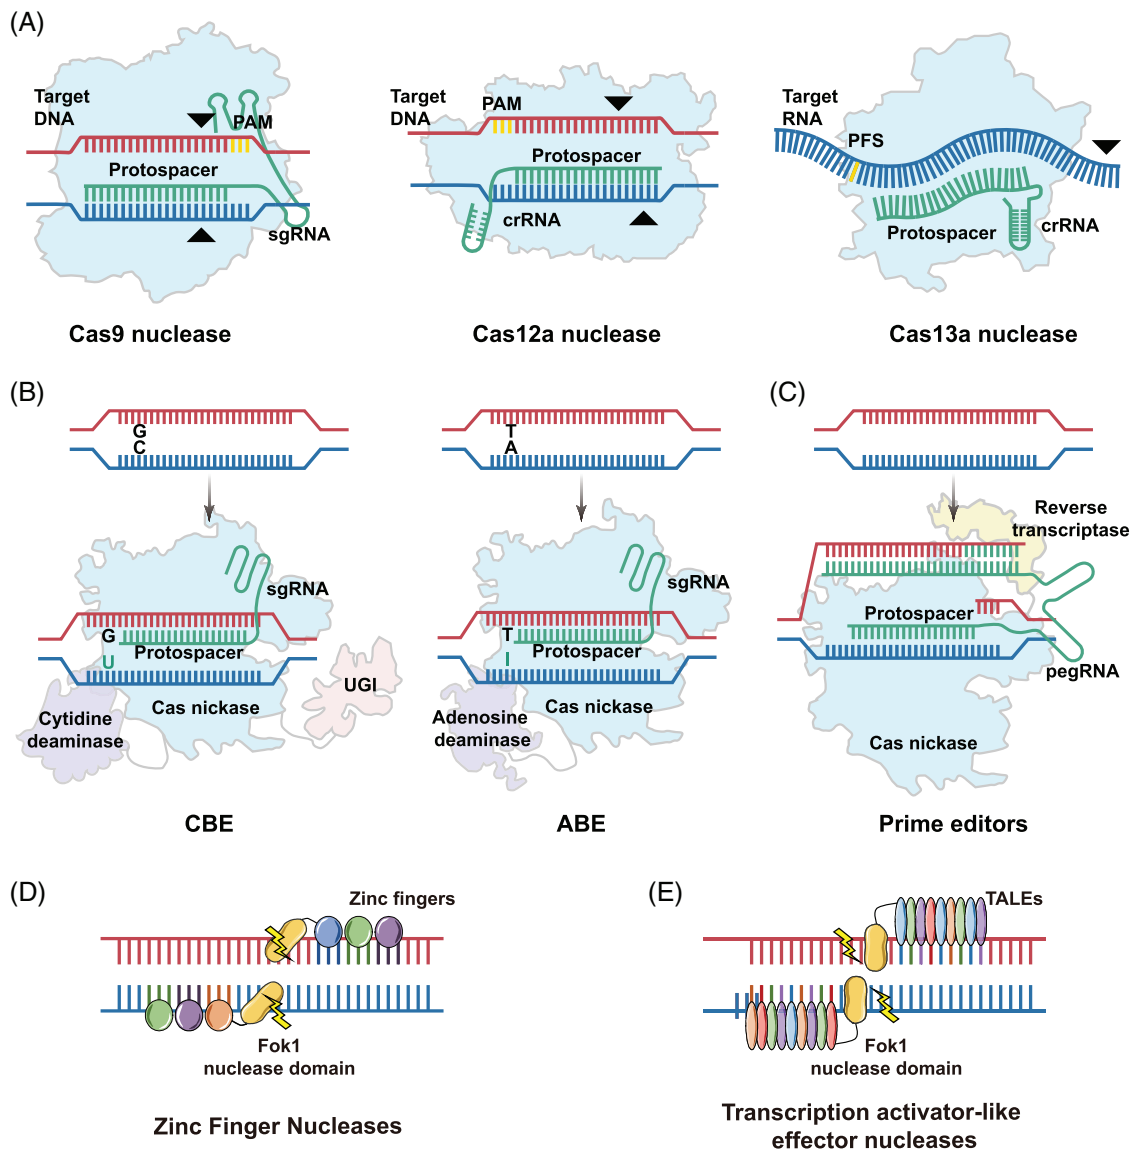 (A)
Target
DNA
PAM
Protospacer
sgRNA
Cas9 nuclease
Target
DNA
PAM
Protospacer
crRNA
Cas12a nuclease
Target
RNA
PFS
Protospacer
crRNA
Cas13a nuclease
(B)
G
C
sgRNA
G
Protospacer
U
UGI
Cas nickase
Cytidine
deaminase
CBE
T
A
sgRNA
T
Protospacer
I
Cas nickase
Adenosine
deaminase
ABE
(C)
Reverse
transcriptase
Protospacer
pegRNA
Cas nickase
Prime editors
(D)
Zinc fingers
Fok1
nuclease domain
Zinc Finger Nucleases
(E)
TALEs
Fok1
nuclease domain
Transcription activator-like
effector nucleases